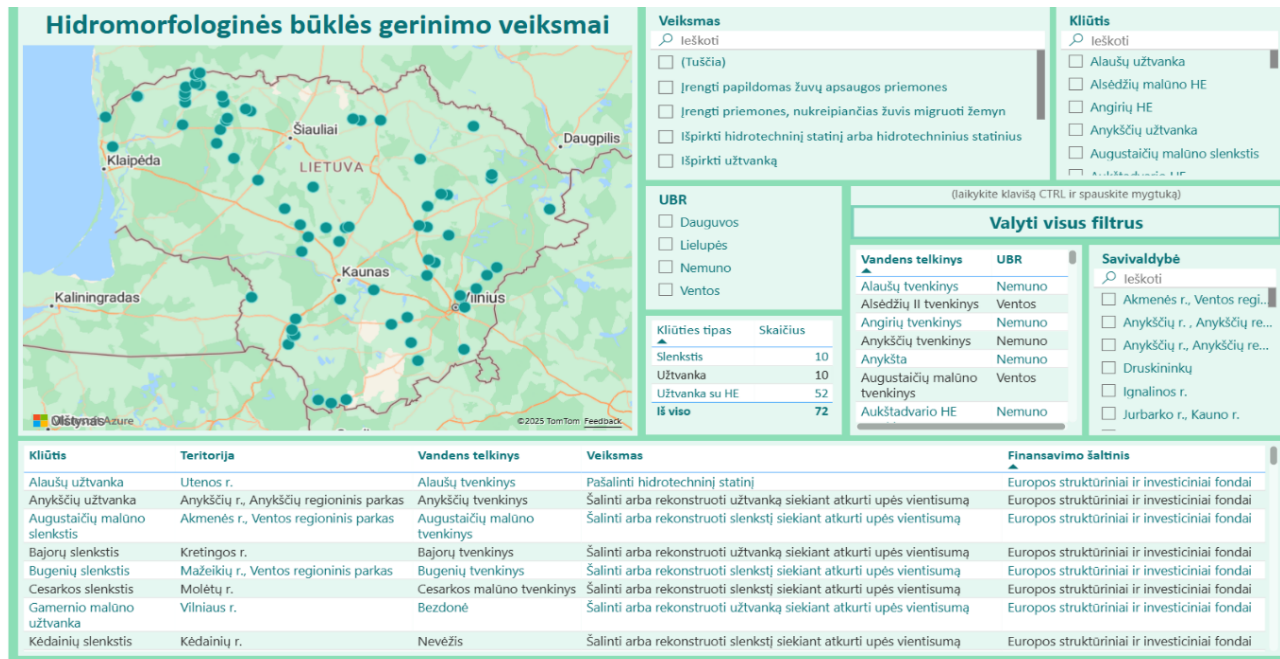 Hidromorfologinės būklės gerinimo veiksmai
Šiauliai
Daugpilis
Klaipėda
LIETUVA
Kaunas
Kaliningradas
Vilnius
©2025 TomTom Feedback
Veiksmas
Ieškoti
(Tuščia)
Įrengti papildomas žuvų apsaugos priemones
Įrengti priemones, nukreipiančias žuvis migruoti žemyn
Išpirkti hidrotechninį statinį arba hidrotechninius statinius
Išpirkti užtvanką
Kliūtis
Ieškoti
Alaušų užtvanka
Alsėdžių malūno HE
Angirių HE
Anykščių užtvanka
Augustaičių malūno slenkstis
UBR
Dauguvos
Lielupės
Nemuno
Ventos
(laikykite klavišą CTRL ir spauskite mygtuką)
Valyti visus filtrus
Kliūties tipas Skaičius
Slenkstis 10
Užtvanka 10
Užtvanka su HE 52
Iš viso 72
Vandens telkinys UBR
Alaušų tvenkinys Nemuno
Alsėdžių II tvenkinys Ventos
Angirių tvenkinys Nemuno
Anykščių tvenkinys Nemuno
Anykšta Nemuno
Augustaičių malūno Ventos
tvenkinys
Aukštadvario HE Nemuno
Savivaldybė
Ieškoti
Akmenės r., Ventos regi...
Anykščių r. , Anykščių re...
Anykščių r., Anykščių re...
Druskininkų
Ignalinos r.
Jurbarko r., Kauno r.
Kliūtis Teritorija Vandens telkinys Veiksmas Finansavimo šaltinis
Alaušų užtvanka Utenos r. Alaušų tvenkinys Pašalinti hidrotechninį statinį Europos struktūriniai ir investiciniai fondai
Anykščių užtvanka Anykščių r., Anykščių regioninis parkas Anykščių tvenkinys Šalinti arba rekonstruoti užtvanką siekiant atkurti upės vientisumą Europos struktūriniai ir investiciniai fondai
Augustaičių malūno Akmenės r., Ventos regioninis parkas Augustaičių malūno Šalinti arba rekonstruoti slenkstį siekiant atkurti upės vientisumą Europos struktūriniai ir investiciniai fondai
slenkstis tvenkinys
Bajorų slenkstis Kretingos r. Bajorų tvenkinys Šalinti arba rekonstruoti užtvanką siekiant atkurti upės vientisumą Europos struktūriniai ir investiciniai fondai
Bugenių slenkstis Mažeikių r., Ventos regioninis parkas Bugenių tvenkinys Šalinti arba rekonstruoti slenkstį siekiant atkurti upės vientisumą Europos struktūriniai ir investiciniai fondai
Cesarkos slenkstis Molėtų r. Cesarkos malūno tvenkinys Šalinti arba rekonstruoti slenkstį siekiant atkurti upės vientisumą Europos struktūriniai ir investiciniai fondai
Gamernio malūno Vilniaus r. Bezdonė Šalinti arba rekonstruoti užtvanką siekiant atkurti upės vientisumą Europos struktūriniai ir investiciniai fondai
užtvanka
Kėdainių slenkstis Kėdainių r. Nevėžis Šalinti arba rekonstruoti slenkstį siekiant atkurti upės vientisumą Europos struktūriniai ir investiciniai fondai